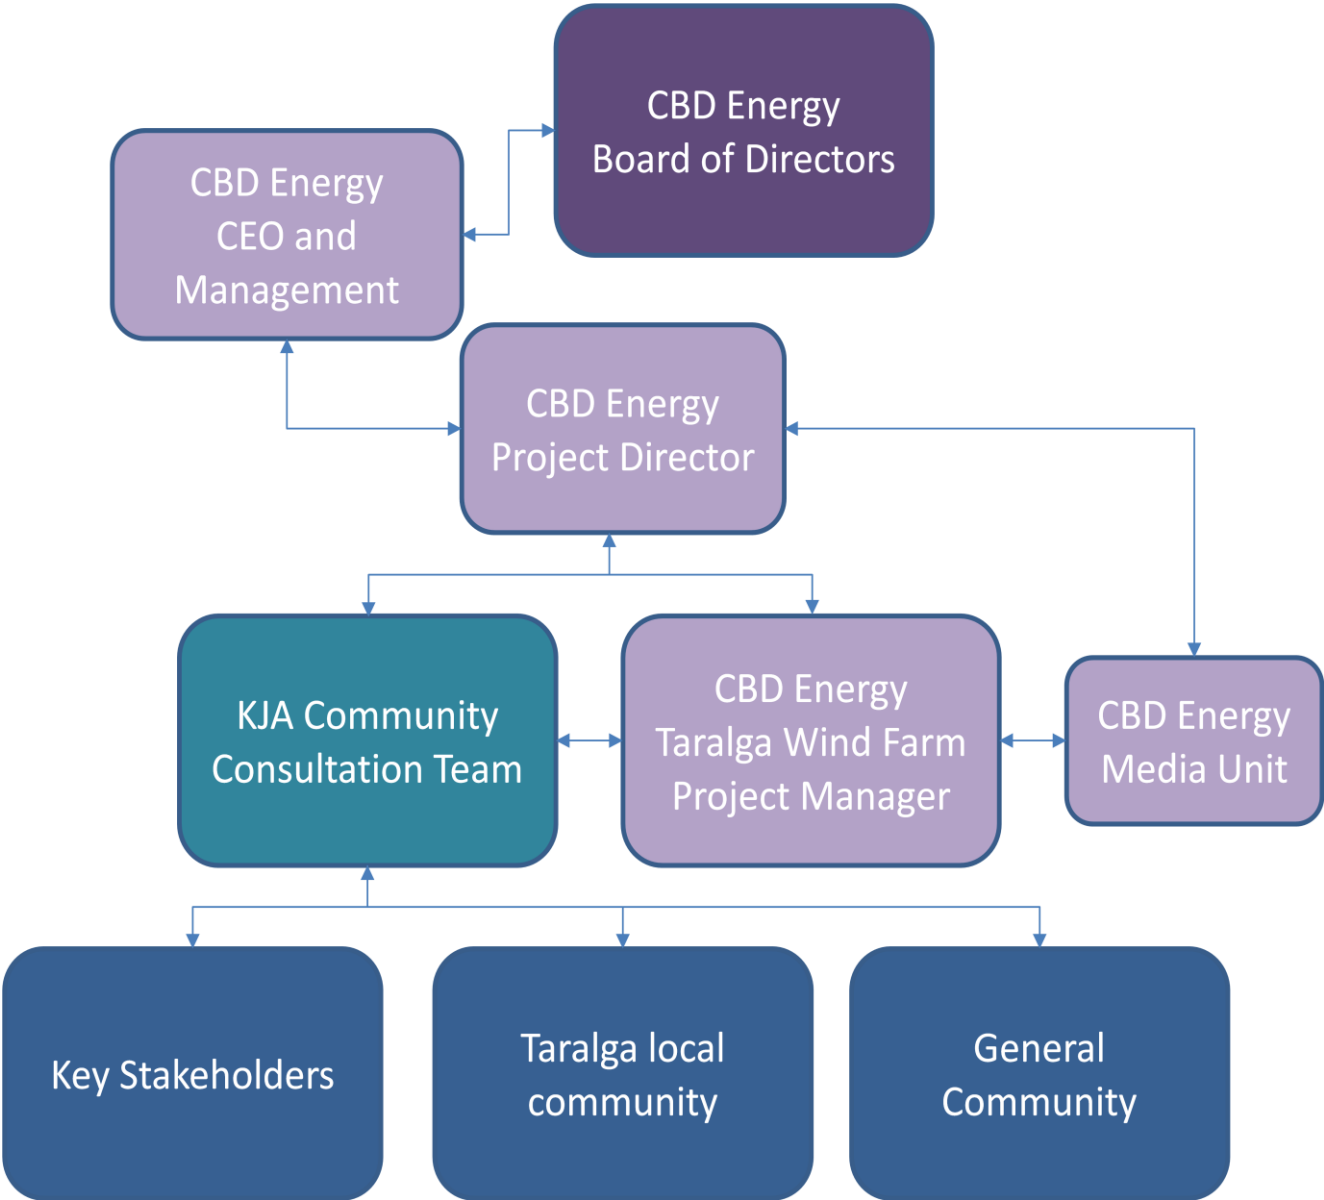 CBD Energy
Board of Directors
CBD Energy
CEO and
Management
CBD Energy
Project Director
KJA Community
Consultation Team
CBD Energy
Taralga Wind Farm
Project Manager
CBD Energy
Media Unit
Key Stakeholders
Taralga local
community
General
Community